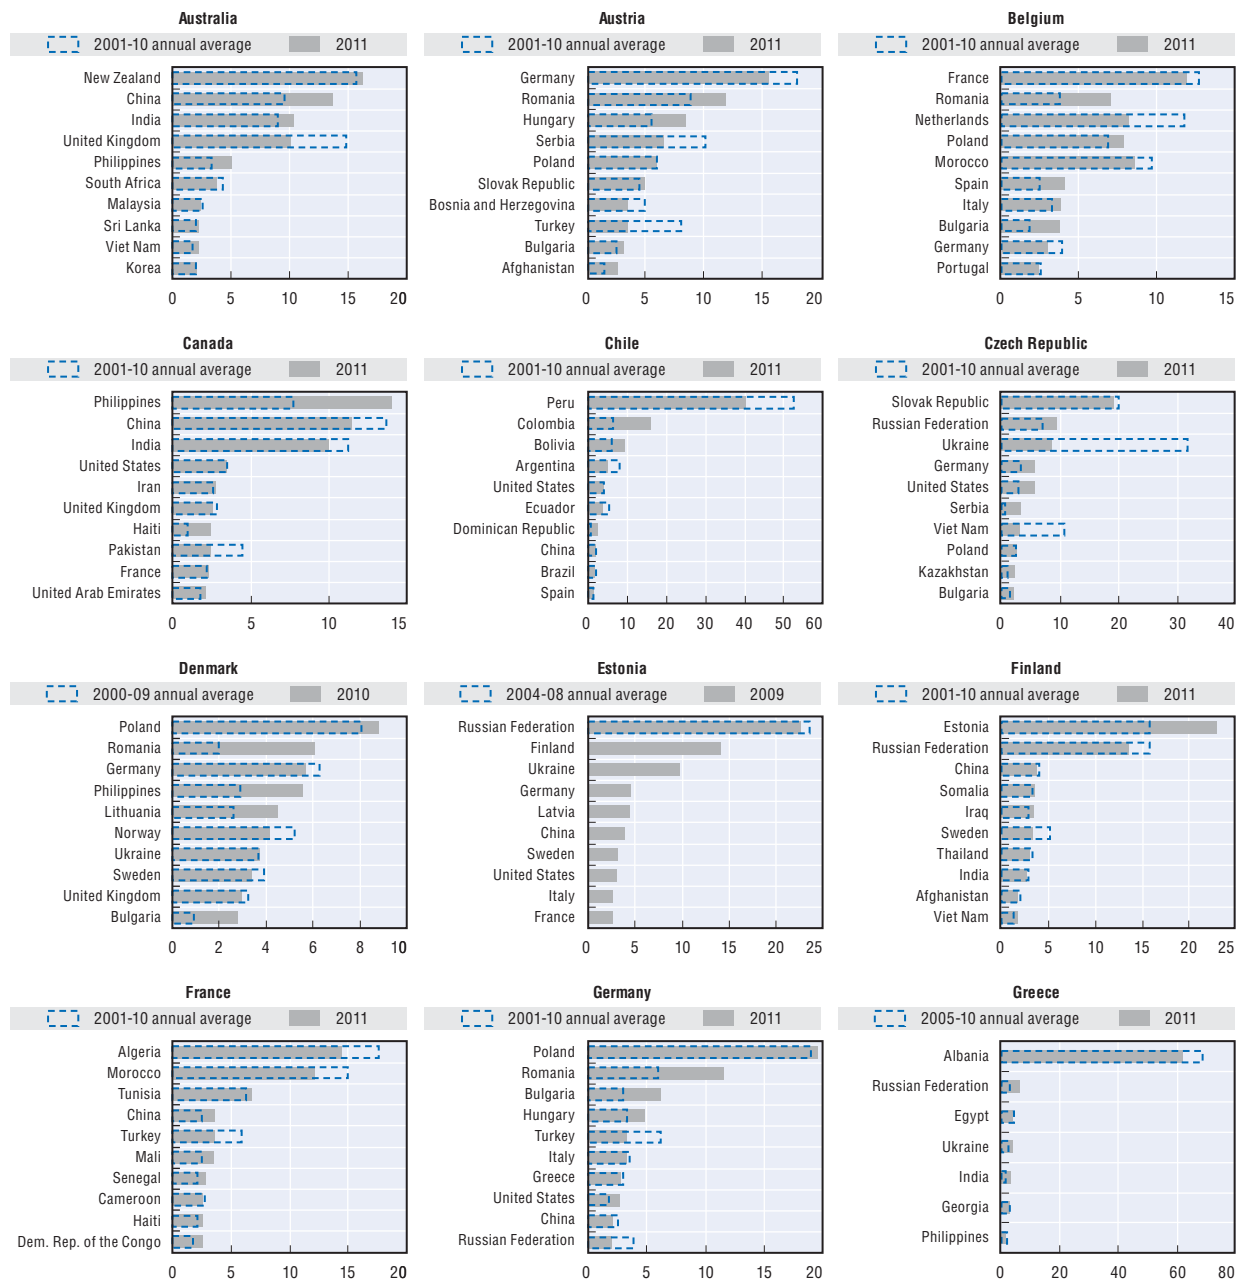 Australia
2001-10 annual average 2011
New Zealand
China
India
United Kingdom
Philippines
South Africa
Malaysia
Sri Lanka
Viet Nam
Korea
0 5 10 15 20
Austria
2001-10 annual average 2011
Germany
Romania
Hungary
Serbia
Poland
Slovak Republic
Bosnia and Herzegovina
Turkey
Bulgaria
Afghanistan
0 5 10 15 20
Belgium
2001-10 annual average 2011
France
Romania
Netherlands
Poland
Morocco
Spain
Italy
Bulgaria
Germany
Portugal
0 5 10 15
Canada
2001-10 annual average 2011
Philippines
China
India
United States
Iran
United Kingdom
Haiti
Pakistan
France
United Arab Emirates
0 5 10 15
Chile
2001-10 annual average 2011
Peru
Colombia
Bolivia
Argentina
United States
Ecuador
Dominican Republic
China
Brazil
Spain
0 10 20 30 40 50 60
Czech Republic
2001-10 annual average 2011
Slovak Republic
Russian Federation
Ukraine
Germany
United States
Serbia
Viet Nam
Poland
Kazakhstan
Bulgaria
0 10 20 30 40
Denmark
2000-09 annual average 2010
Poland
Romania
Germany
Philippines
Lithuania
Norway
Ukraine
Sweden
United Kingdom
Bulgaria
0 2 4 6 8 10
Estonia
2004-08 annual average 2009
Russian Federation
Finland
Ukraine
Germany
Latvia
China
Sweden
United States
Italy
France
0 5 10 15 20 25
Finland
2001-10 annual average 2011
Estonia
Russian Federation
China
Somalia
Iraq
Sweden
Thailand
India
Afghanistan
Viet Nam
0 5 10 15 20 25
France
2001-10 annual average 2011
Algeria
Morocco
Tunisia
China
Turkey
Mali
Senegal
Cameroon
Haiti
Dem. Rep. of the Congo
0 5 10 15 20
Germany
2001-10 annual average 2011
Poland
Romania
Bulgaria
Hungary
Turkey
Italy
Greece
United States
China
Russian Federation
0 5 10 15 20
Greece
2005-10 annual average 2011
Albania
Russian Federation
Egypt
Ukraine
India
Georgia
Philippines
0 20 40 60 80